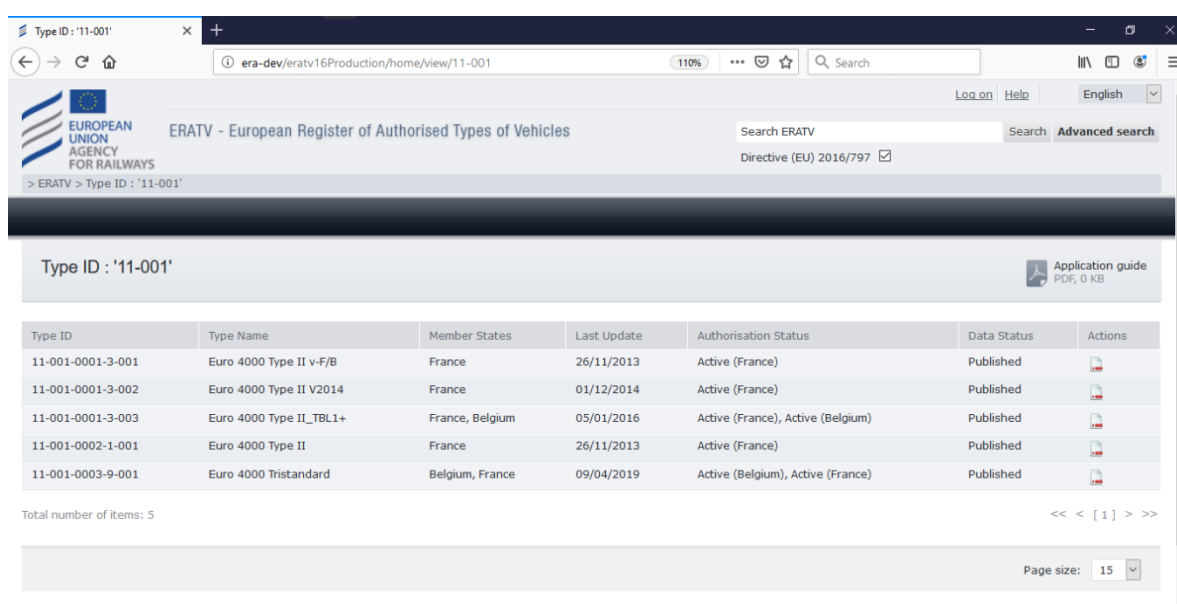 Type ID : '11-001'
era-dev/eratv16Production/home/view/11-001
110%
Search
Log on Help English
EUROPEAN
UNION
AGENCY
FOR RAILWAYS
ERATV - European Register of Authorised Types of Vehicles
Search ERATV Search Advanced search
Directive (EU) 2016/797
> ERATV > Type ID : '11-001'
Type ID : '11-001'
Application guide
PDF, 0 KB
Type ID Type Name Member States Last Update Authorisation Status Data Status Actions
11-001-0001-3-001 Euro 4000 Type II v-F/B France 26/11/2013 Active (France) Published
11-001-0001-3-002 Euro 4000 Type II V2014 France 01/12/2014 Active (France) Published
11-001-0001-3-003 Euro 4000 Type II_TBL1+ France, Belgium 05/01/2016 Active (France), Active (Belgium) Published
11-001-0002-1-001 Euro 4000 Type II France 26/11/2013 Active (France) Published
11-001-0003-9-001 Euro 4000 Tristandard Belgium, France 09/04/2019 Active (Belgium), Active (France) Published
Total number of items: 5 << < [ 1 ] > >>
Page size: 15